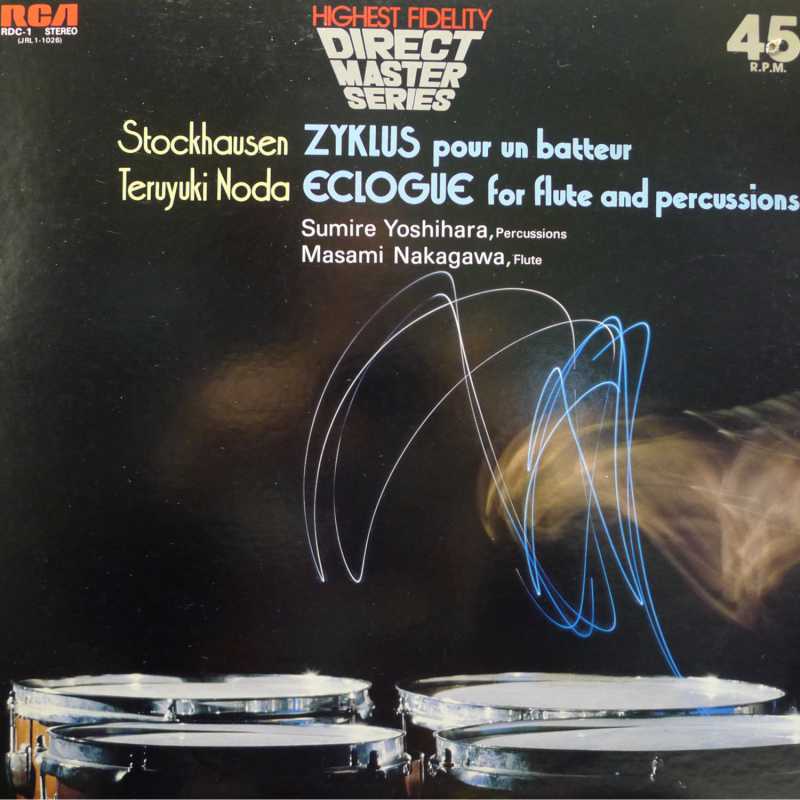 RCA
RDC-1 STEREO
(JRL1-1026)
HIGHEST FIDELITY
DIRECT
MASTER
SERIES
45
R.P.M.
Stockhausen ZYKLUS pour un batteur
Teruyuki Noda ECLOGUE for flute and percussions
Sumire Yoshihara, Percussions
Masami Nakagawa, Flute